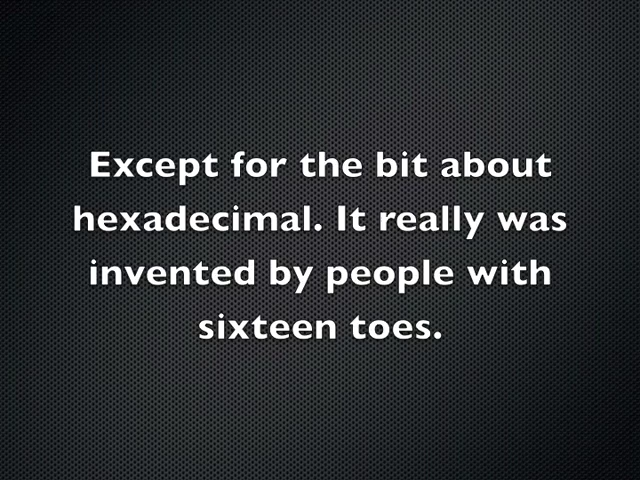 Except for the bit about
hexadecimal. It really was
invented by people with
sixteen toes.